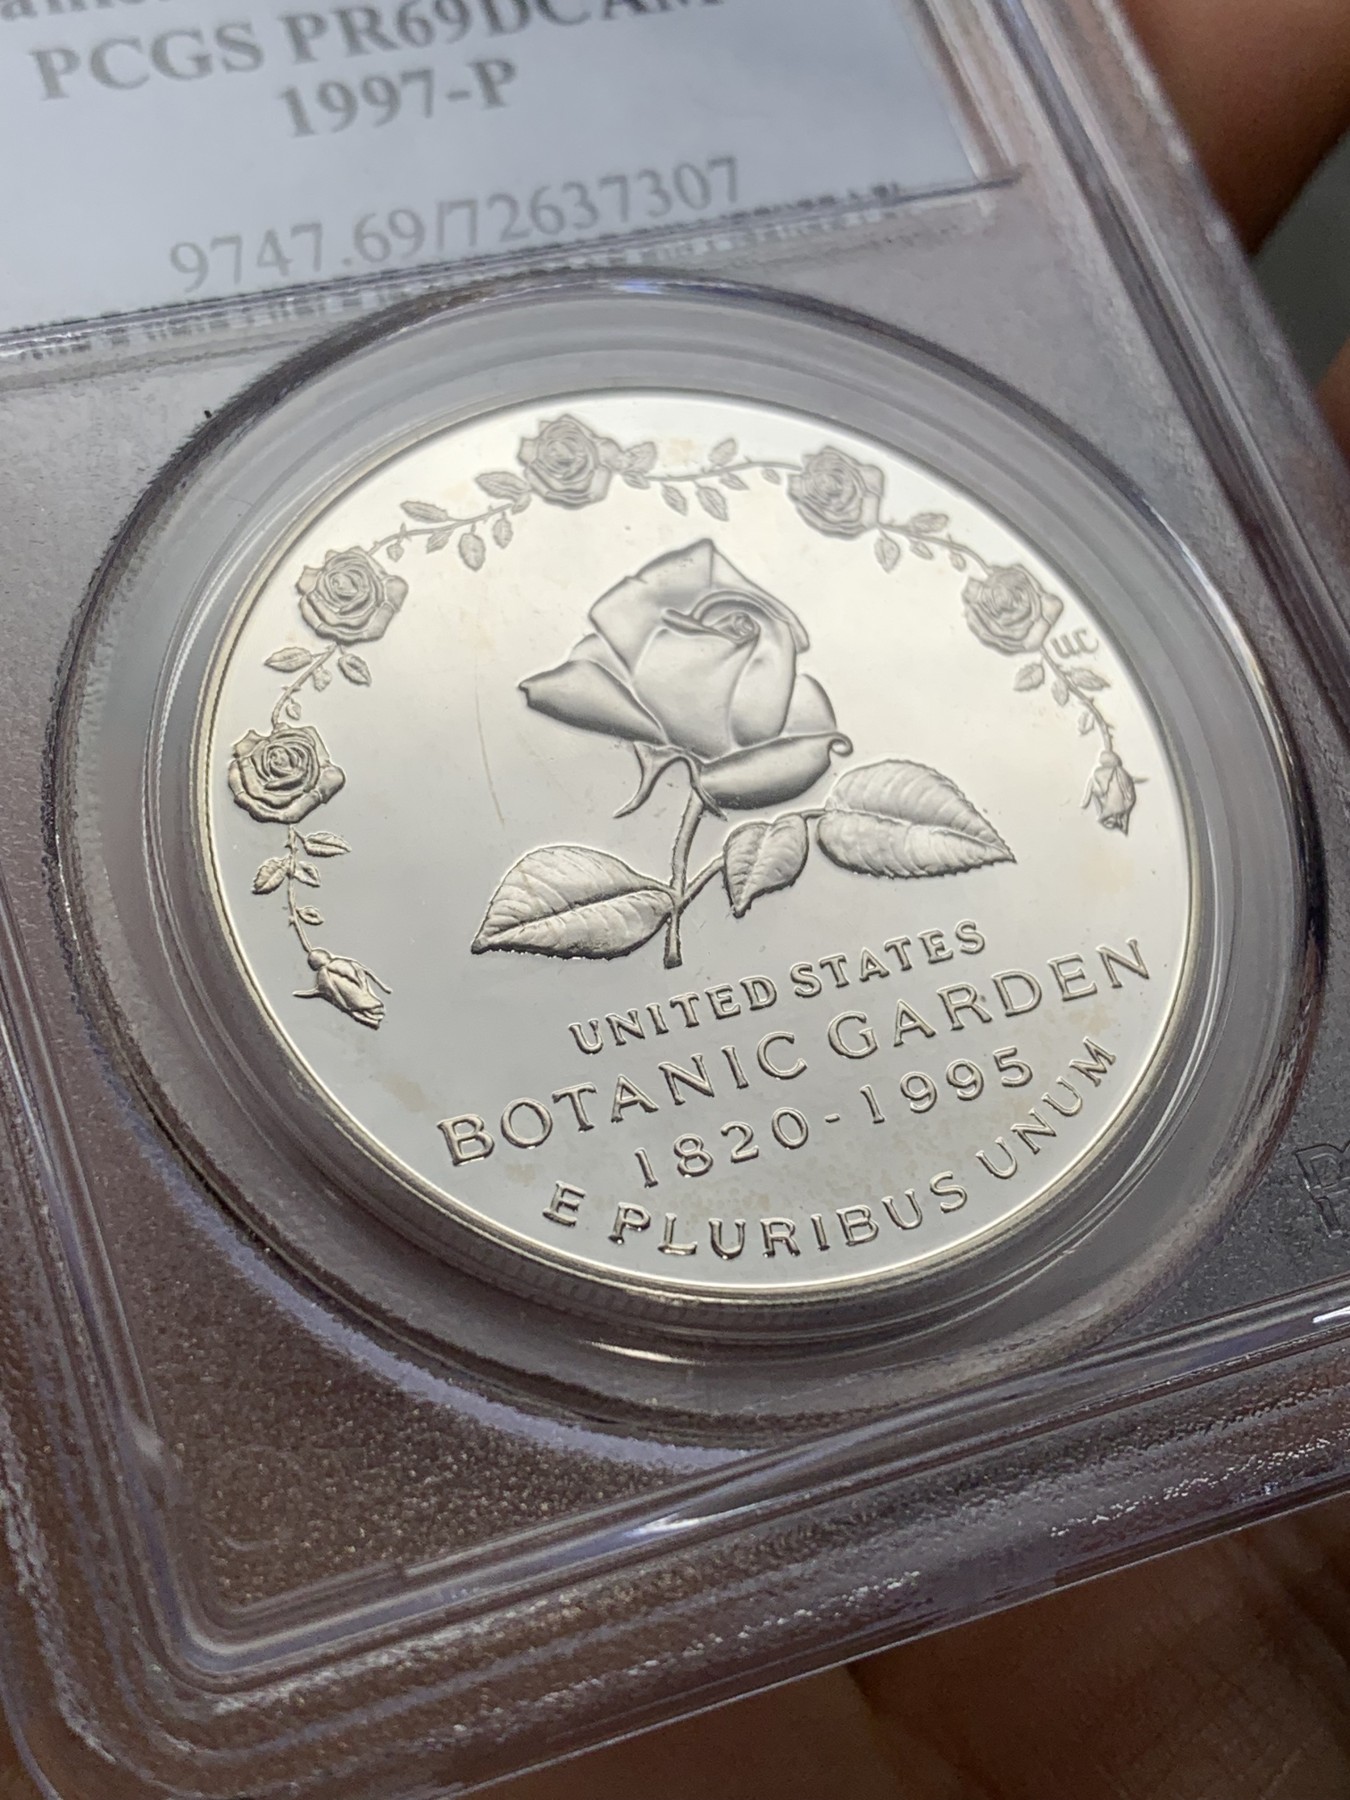 PCGS PR69DCAM
1997-P
9747.69/72637307
UNITED STATES
BOTANIC GARDEN
1820-1995
E PLURIBUS UNUM